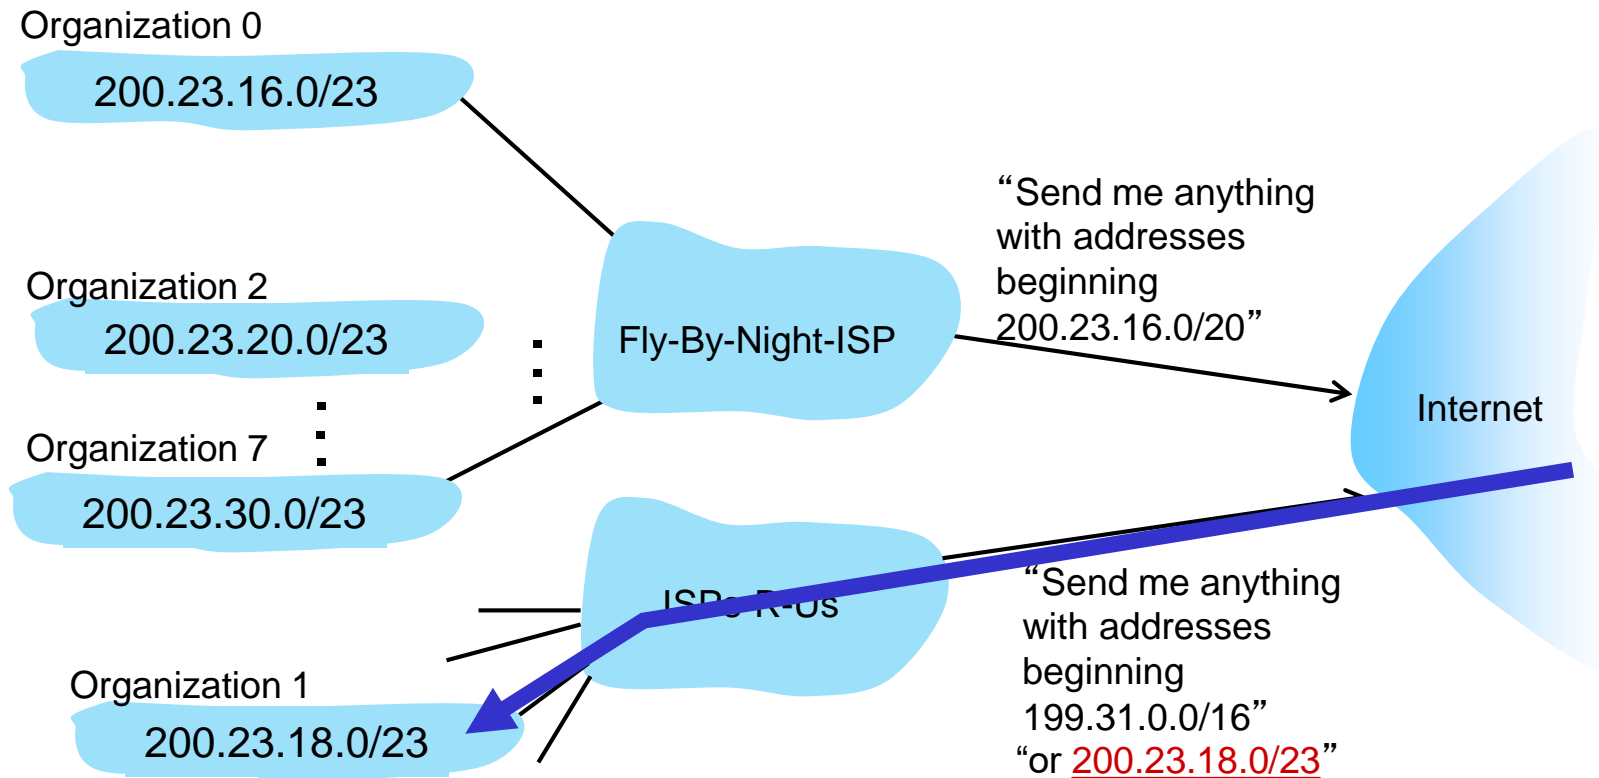 Organization 0
200.23.16.0/23
Organization 2
200.23.20.0/23
Organization 7
200.23.30.0/23
Organization 1
200.23.18.0/23
Fly-By-Night-ISP
ISPs-R-Us
“Send me anything
with addresses
beginning
200.23.16.0/20”
Internet
“Send me anything
with addresses
beginning
199.31.0.0/16”
“or 200.23.18.0/23”